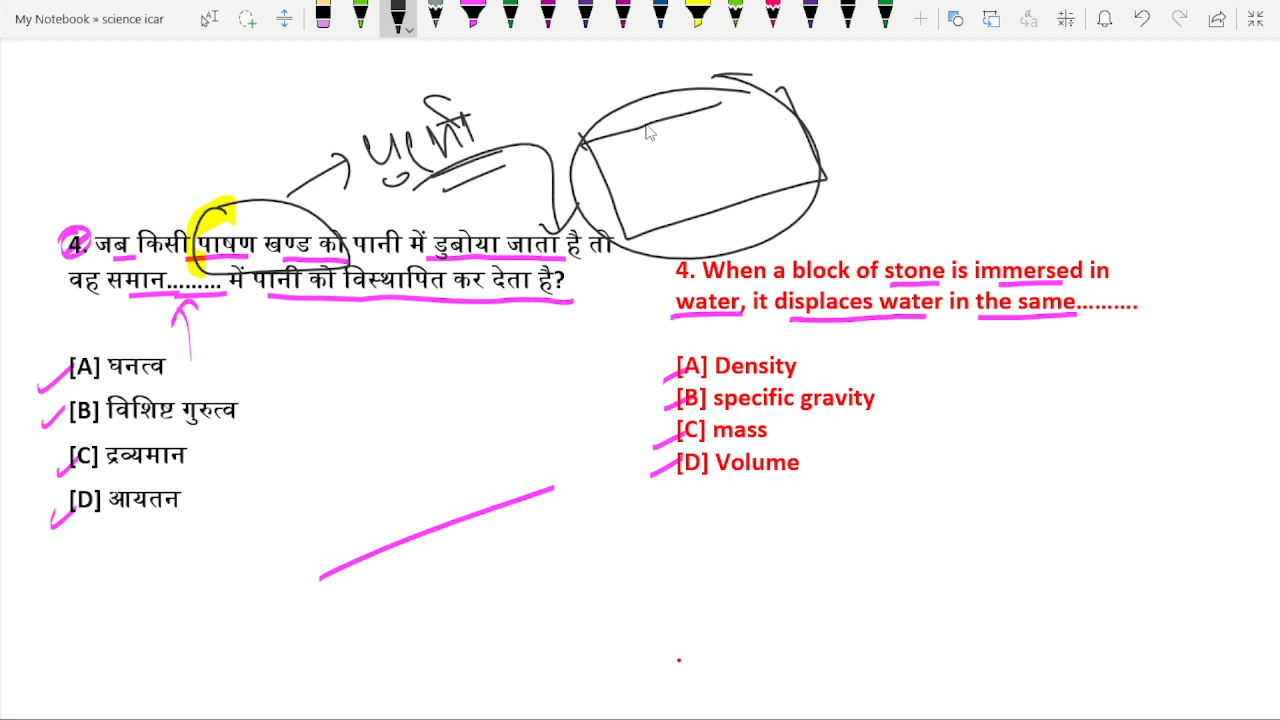 My Notebook » science icar
4. जब किसी पाषण खण्ड को पानी में डुबोया जाता है तो
वह समान......... में पानी को विस्थापित कर देता है?
[A] घनत्व
[B] विशिष्ट गुरुत्व
[C] द्रव्यमान
[D] आयतन
4. When a block of stone is immersed in
water, it displaces water in the same..........
[A] Density
[B] specific gravity
[C] mass
[D] Volume
.